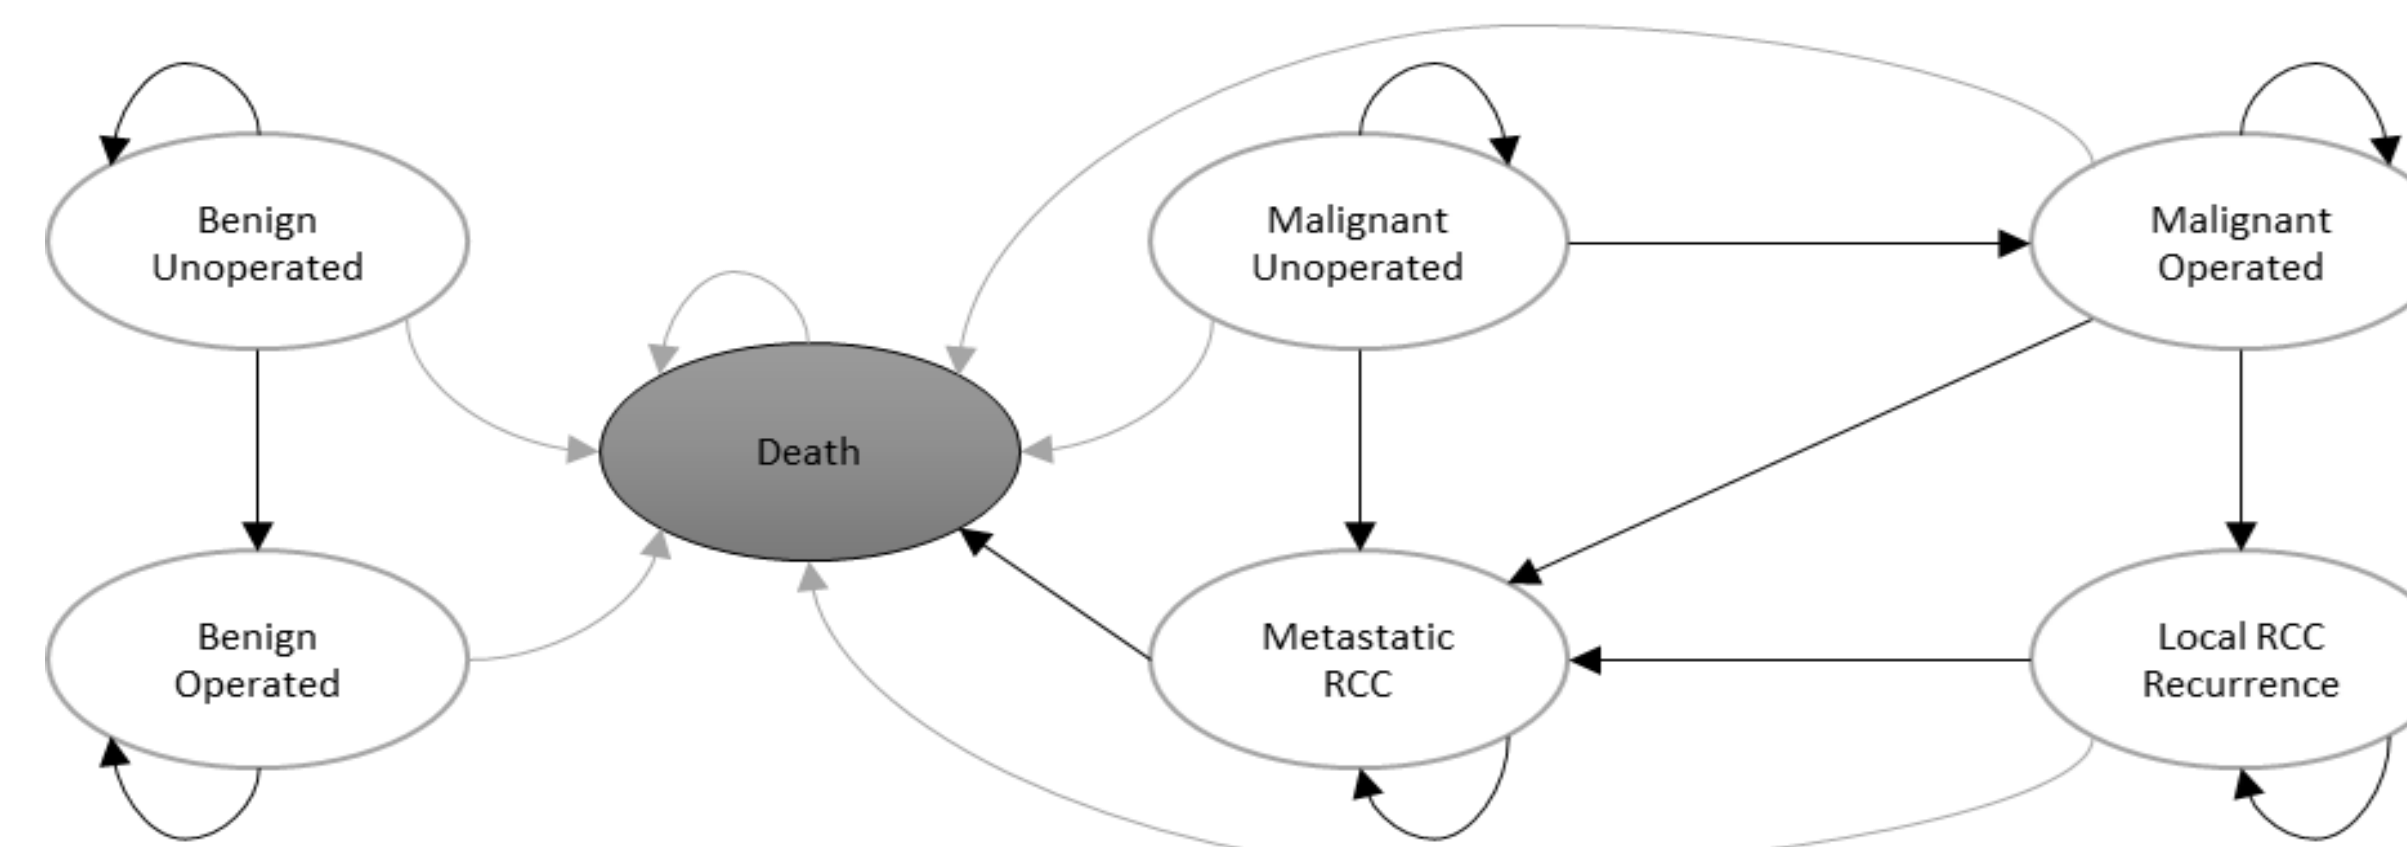 Benign
Unoperated
Malignant
Unoperated
Malignant
Operated
Death
Benign
Operated
Metastatic
RCC
Local RCC
Recurrence